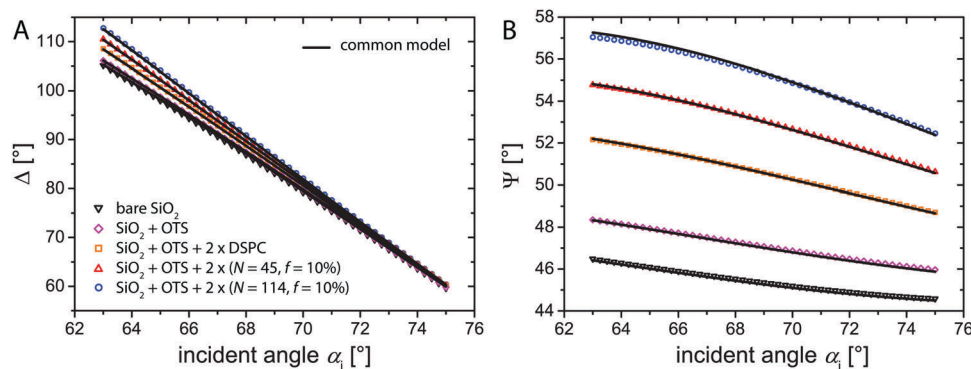 A
110
100
90
80
70
60
Δ [°]
common model
bare SiO₂
SiO₂ + OTS
SiO₂ + OTS + 2 x DSPC
SiO₂ + OTS + 2 x (N = 45, f = 10%)
SiO₂ + OTS + 2 x (N = 114, f = 10%)
62 64 66 68 70 72 74 76
incident angle αᵢ [°]
B
58
56
54
52
50
48
46
44
Ψ [°]
62 64 66 68 70 72 74 76
incident angle αᵢ [°]